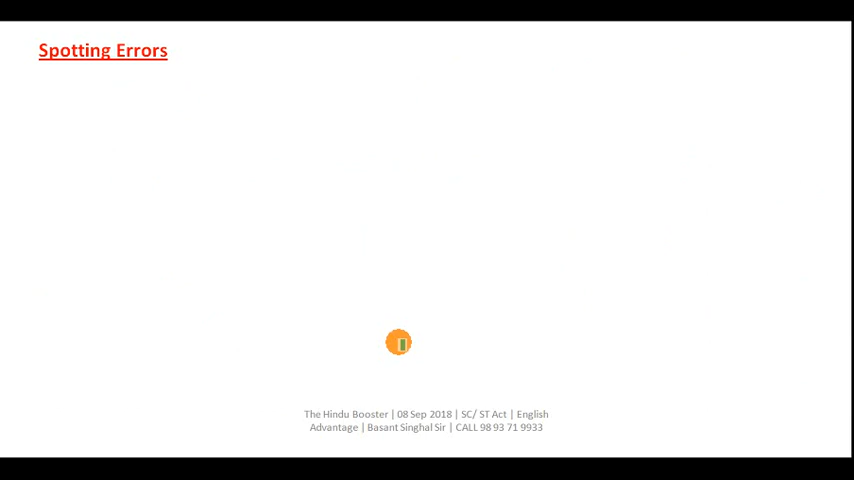 Spotting Errors
The Hindu Booster | 08 Sep 2018 | SC/ ST Act | English
Advantage | Basant Singhal Sir | CALL 98 93 71 9933